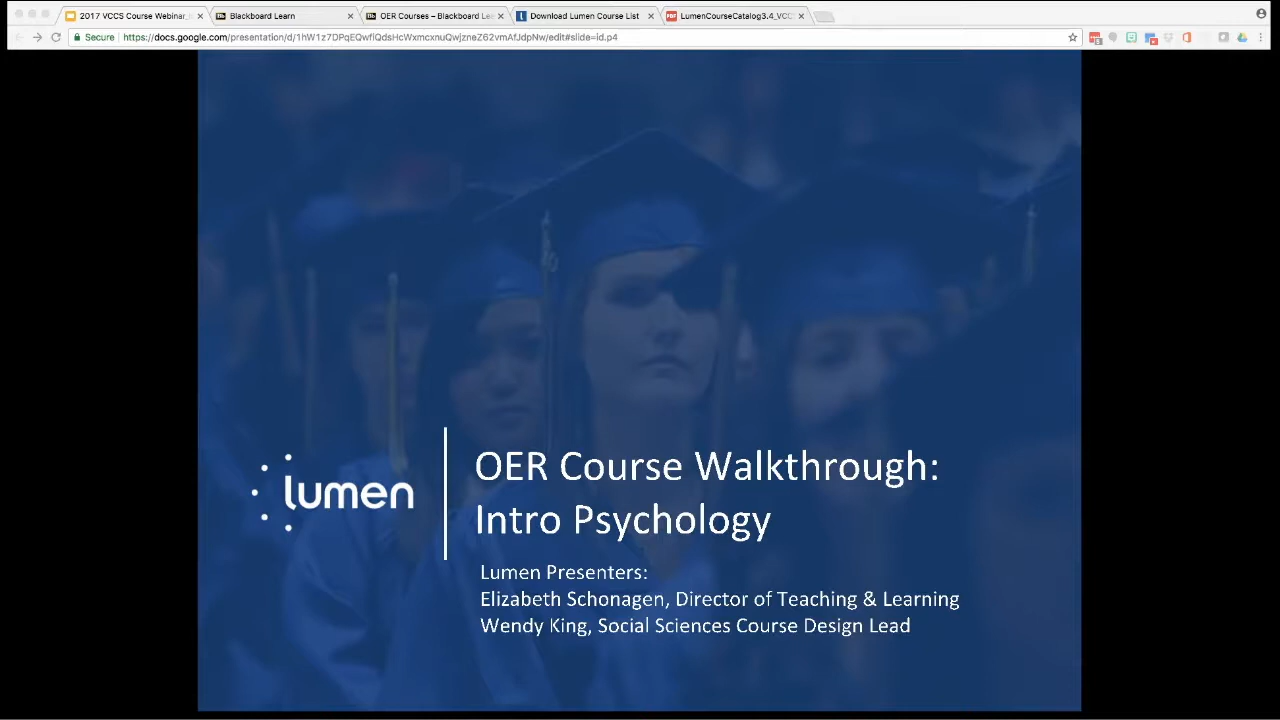 2017 VCCS Course Webinar_
Blackboard Learn
OER Courses – Blackboard Le
Download Lumen Course List
LumenCourseCatalog3.4_VCC
Secure
https://docs.google.com/presentation/d/1hW1z7DPqEQwfIQdsHcWxmcxnuQwjzneZ62vmAfJdpNw/edit#slide=id.p4
lumen
OER Course Walkthrough:
Intro Psychology
Lumen Presenters:
Elizabeth Schonagen, Director of Teaching & Learning
Wendy King, Social Sciences Course Design Lead